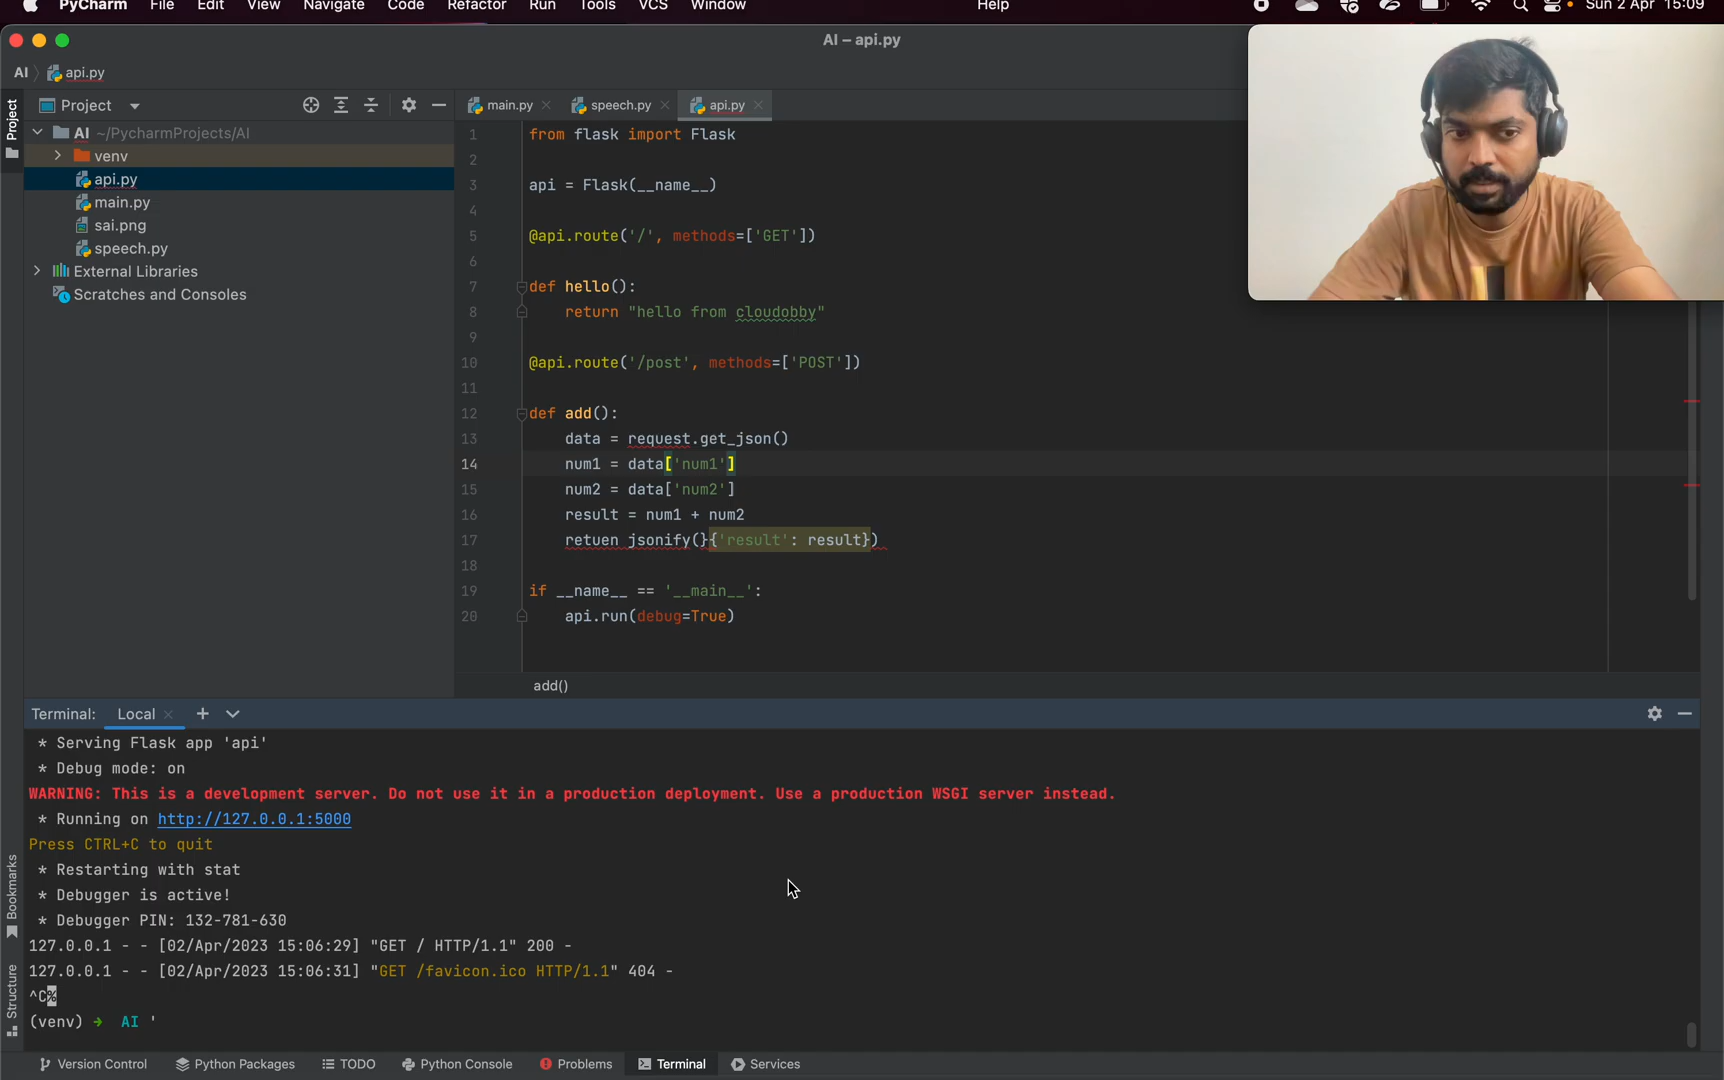 PyCharm File Edit View Navigate Code Refactor Run Tools VCS Window Help Sun 2 Apr 15:09
AI – api.py
AI api.py
Project
Project
main.py speech.py api.py
AI ~/PycharmProjects/AI
venv
api.py
main.py
sai.png
speech.py
External Libraries
Scratches and Consoles
1 from flask import Flask
2
3 api = Flask(__name__)
4
5 @api.route('/', methods=['GET'])
6
7 def hello():
8 return "hello from cloudobby"
9
10 @api.route('/post', methods=['POST'])
11
12 def add():
13 data = request.get_json()
14 num1 = data['num1']
15 num2 = data['num2']
16 result = num1 + num2
17 retuen jsonify(}{'result': result})
18
19 if __name__ == '__main__':
20 api.run(debug=True)
add()
Terminal: Local
* Serving Flask app 'api'
* Debug mode: on
WARNING: This is a development server. Do not use it in a production deployment. Use a production WSGI server instead.
* Running on http://127.0.0.1:5000
Press CTRL+C to quit
* Restarting with stat
* Debugger is active!
* Debugger PIN: 132-781-630
127.0.0.1 - - [02/Apr/2023 15:06:29] "GET / HTTP/1.1" 200 -
127.0.0.1 - - [02/Apr/2023 15:06:31] "GET /favicon.ico HTTP/1.1" 404 -
^C%
(venv) ➜ AI '
Bookmarks
Structure
Version Control Python Packages TODO Python Console Problems Terminal Services